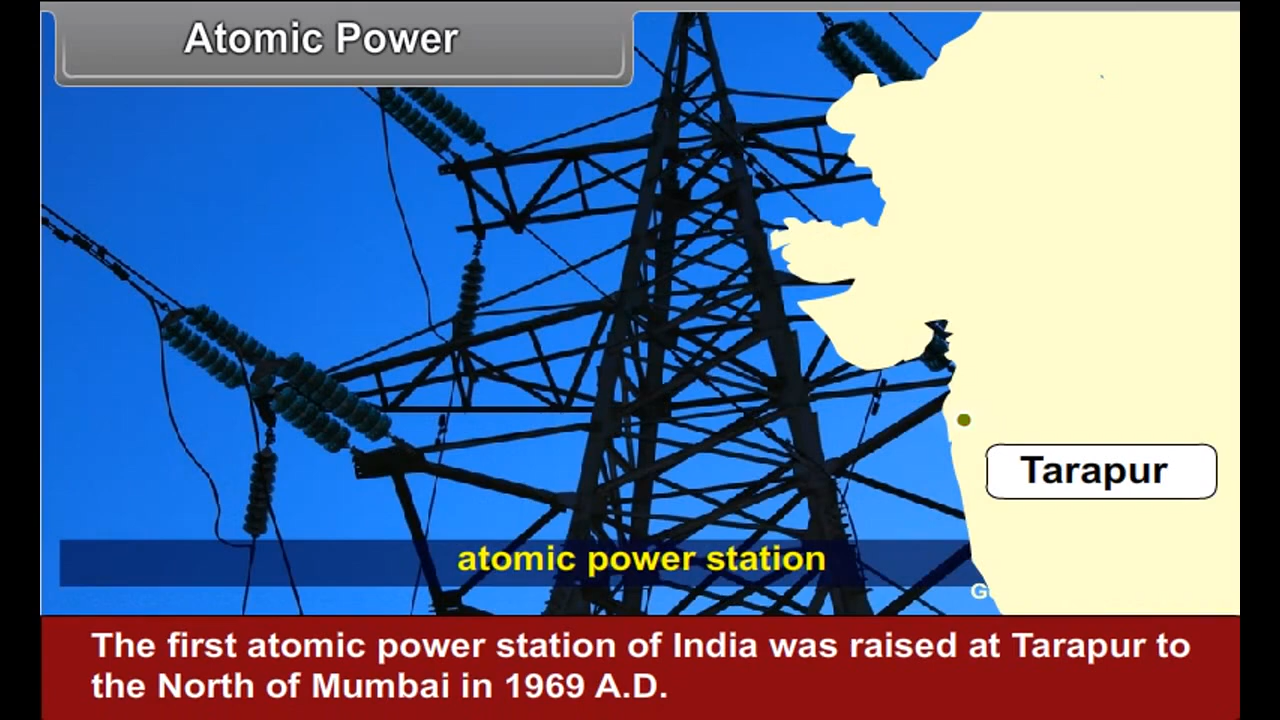 Atomic Power
Tarapur
atomic power station
The first atomic power station of India was raised at Tarapur to
the North of Mumbai in 1969 A.D.